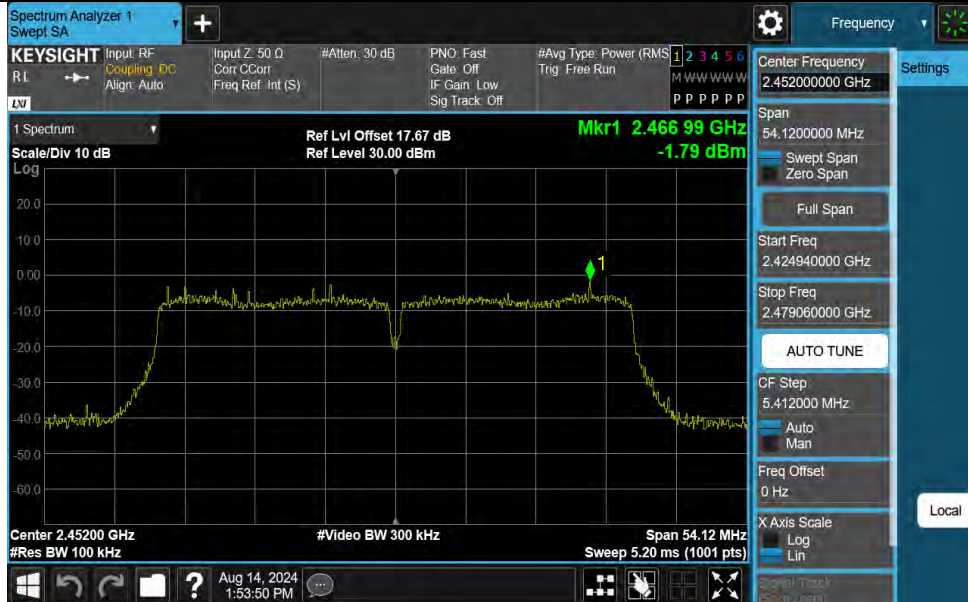 Spectrum Analyzer 1
Swept SA
+
Frequency
KEYSIGHT
RL
LXI
Input: RF
Coupling: DC
Align: Auto
Input Z: 50 Ω
Corr CCorr
Freq Ref: Int (S)
#Atten: 30 dB
PNO: Fast
Gate: Off
IF Gain: Low
Sig Track: Off
#Avg Type: Power (RMS
Trig: Free Run
1 2 3 4 5 6
M W W W W W
P P P P P P
1 Spectrum
Scale/Div 10 dB
Ref Lvl Offset 17.67 dB
Ref Level 30.00 dBm
Mkr1 2.466 99 GHz
-1.79 dBm
Log
20.0
10.0
0.00
-10.0
-20.0
-30.0
-40.0
-50.0
-60.0
1
Center 2.45200 GHz
#Res BW 100 kHz
#Video BW 300 kHz
Span 54.12 MHz
Sweep 5.20 ms (1001 pts)
Aug 14, 2024
1:53:50 PM
Center Frequency
2.452000000 GHz
Span
54.1200000 MHz
Swept Span
Zero Span
Full Span
Start Freq
2.424940000 GHz
Stop Freq
2.479060000 GHz
AUTO TUNE
CF Step
5.412000 MHz
Auto
Man
Freq Offset
0 Hz
X Axis Scale
Log
Lin
Signal Track
(Span Zoom)
Settings
Local